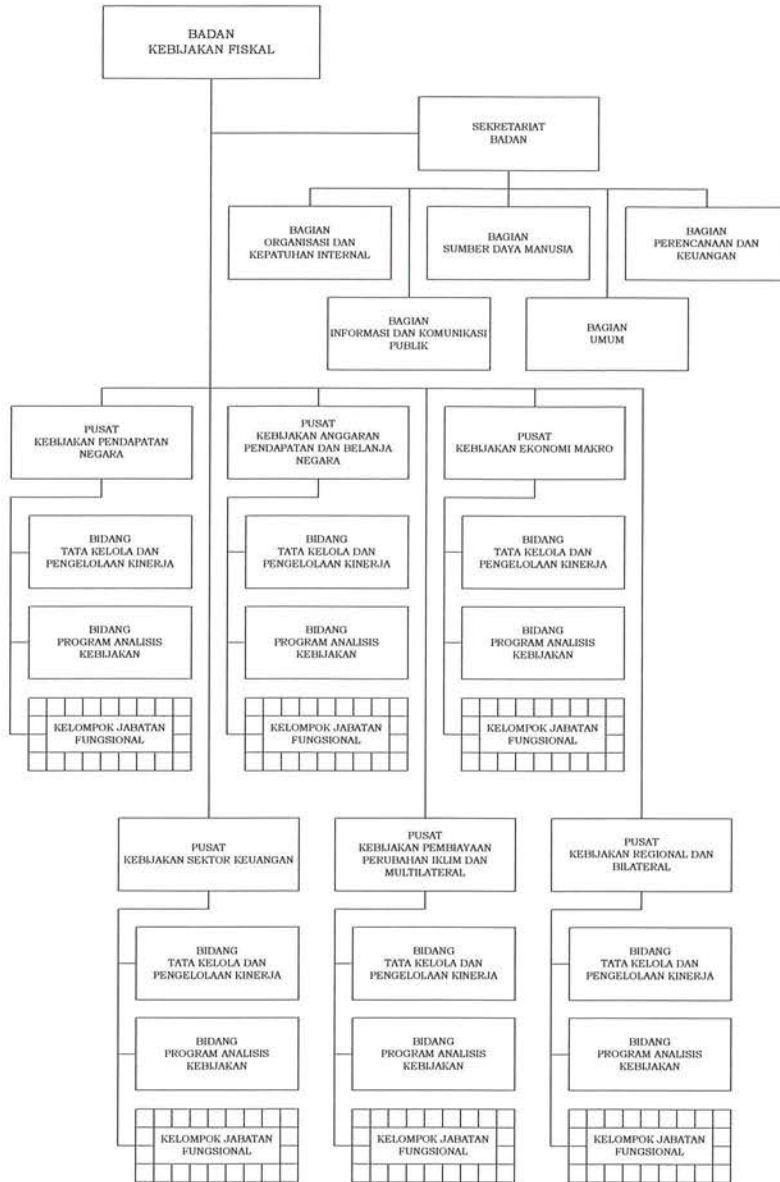 BADAN
KEBIJAKAN FISKAL
SEKRETARIAT
BADAN
BAGIAN
ORGANISASI DAN
KEPATUHAN INTERNAL
BAGIAN
SUMBER DAYA MANUSIA
BAGIAN
PERENCANAAN DAN
KEUANGAN
BAGIAN
INFORMASI DAN KOMUNIKASI
PUBLIK
BAGIAN
UMUM
PUSAT
KEBIJAKAN PENDAPATAN
NEGARA
PUSAT
KEBIJAKAN ANGGARAN
PENDAPATAN DAN BELANJA
NEGARA
PUSAT
KEBIJAKAN EKONOMI MAKRO
BIDANG
TATA KELOLA DAN
PENGELOLAAN KINERJA
BIDANG
TATA KELOLA DAN
PENGELOLAAN KINERJA
BIDANG
TATA KELOLA DAN
PENGELOLAAN KINERJA
BIDANG
PROGRAM ANALISIS
KEBIJAKAN
BIDANG
PROGRAM ANALISIS
KEBIJAKAN
BIDANG
PROGRAM ANALISIS
KEBIJAKAN
KELOMPOK JABATAN
FUNGSIONAL
KELOMPOK JABATAN
FUNGSIONAL
KELOMPOK JABATAN
FUNGSIONAL
PUSAT
KEBIJAKAN SEKTOR KEUANGAN
PUSAT
KEBIJAKAN PEMBIAYAAN
PERUBAHAN IKLIM DAN
MULTILATERAL
PUSAT
KEBIJAKAN REGIONAL DAN
BILATERAL
BIDANG
TATA KELOLA DAN
PENGELOLAAN KINERJA
BIDANG
TATA KELOLA DAN
PENGELOLAAN KINERJA
BIDANG
TATA KELOLA DAN
PENGELOLAAN KINERJA
BIDANG
PROGRAM ANALISIS
KEBIJAKAN
BIDANG
PROGRAM ANALISIS
KEBIJAKAN
BIDANG
PROGRAM ANALISIS
KEBIJAKAN
KELOMPOK JABATAN
FUNGSIONAL
KELOMPOK JABATAN
FUNGSIONAL
KELOMPOK JABATAN
FUNGSIONAL